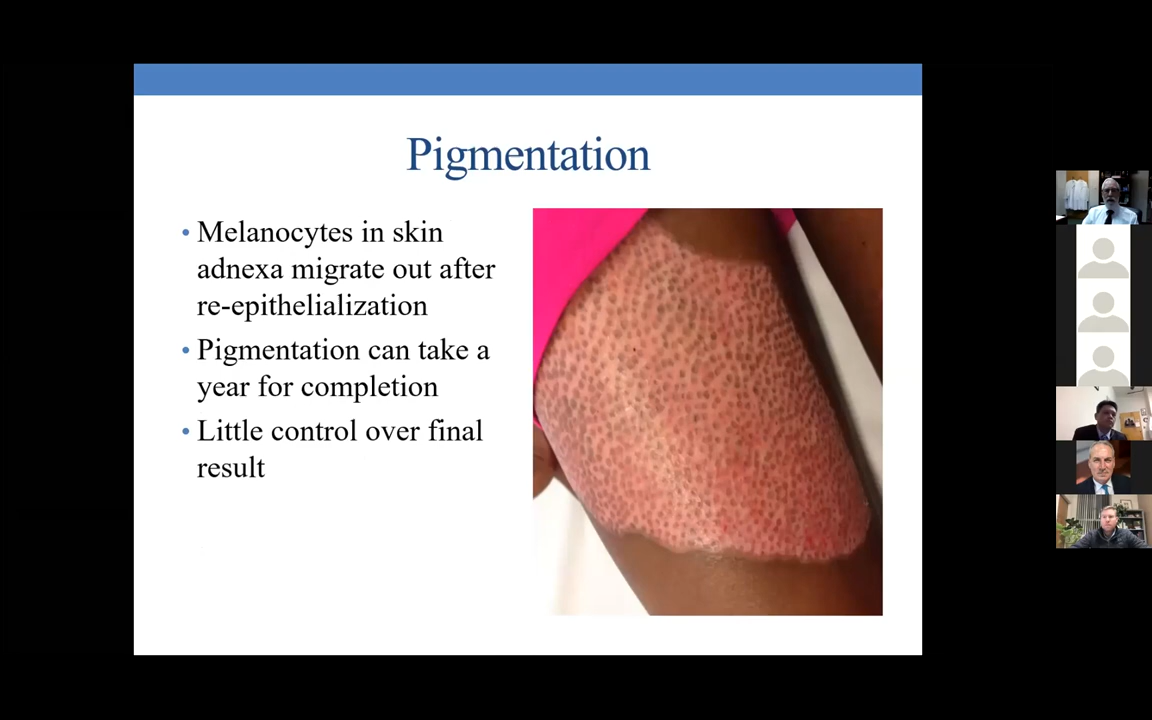 Pigmentation
• Melanocytes in skin
adnexa migrate out after
re-epithelialization
• Pigmentation can take a
year for completion
• Little control over final
result